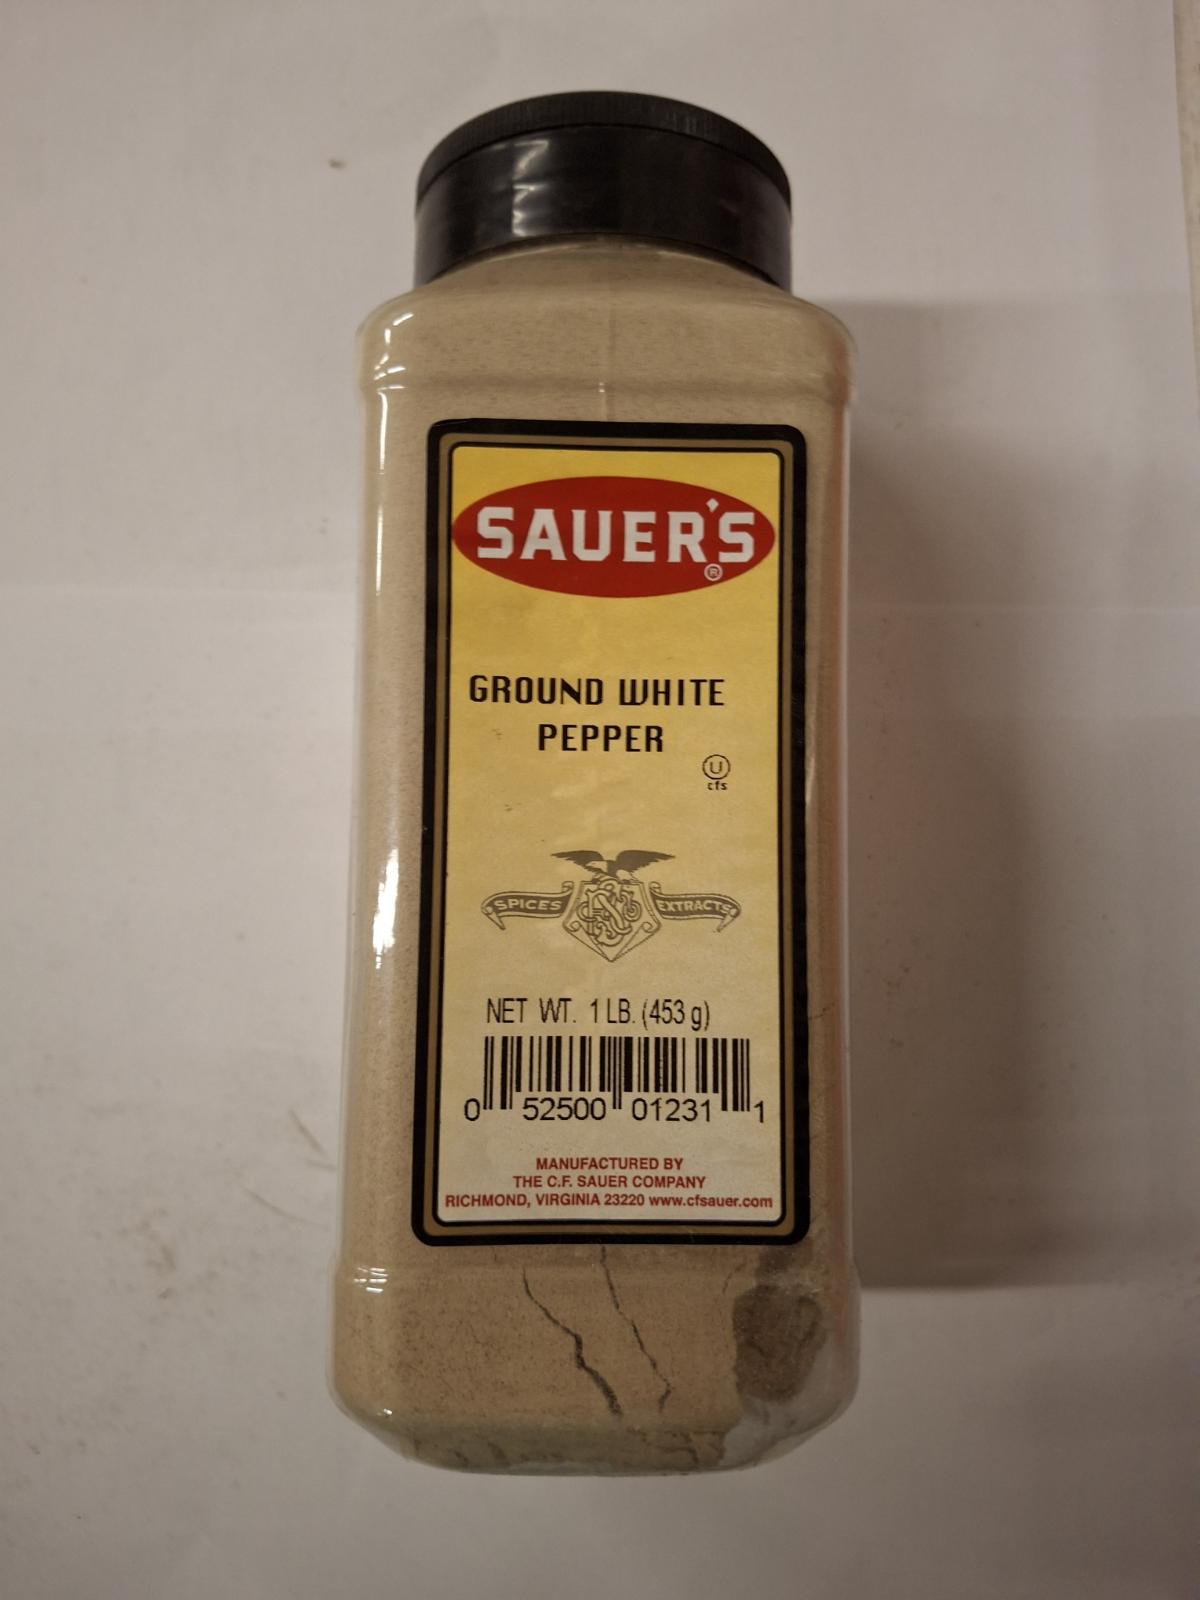 SAUER'S
®
GROUND WHITE
PEPPER
U
cfs
SPICES EXTRACTS
NET WT. 1 LB. (453 g)
0 52500 01231 1
MANUFACTURED BY
THE C.F. SAUER COMPANY
RICHMOND, VIRGINIA 23220 www.cfsauer.com